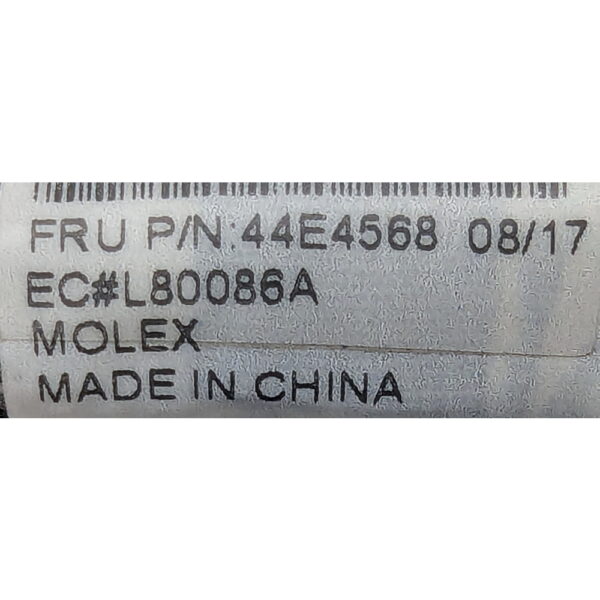 FRU P/N:44E4568 08/17
EC#L80086A
MOLEX
MADE IN CHINA